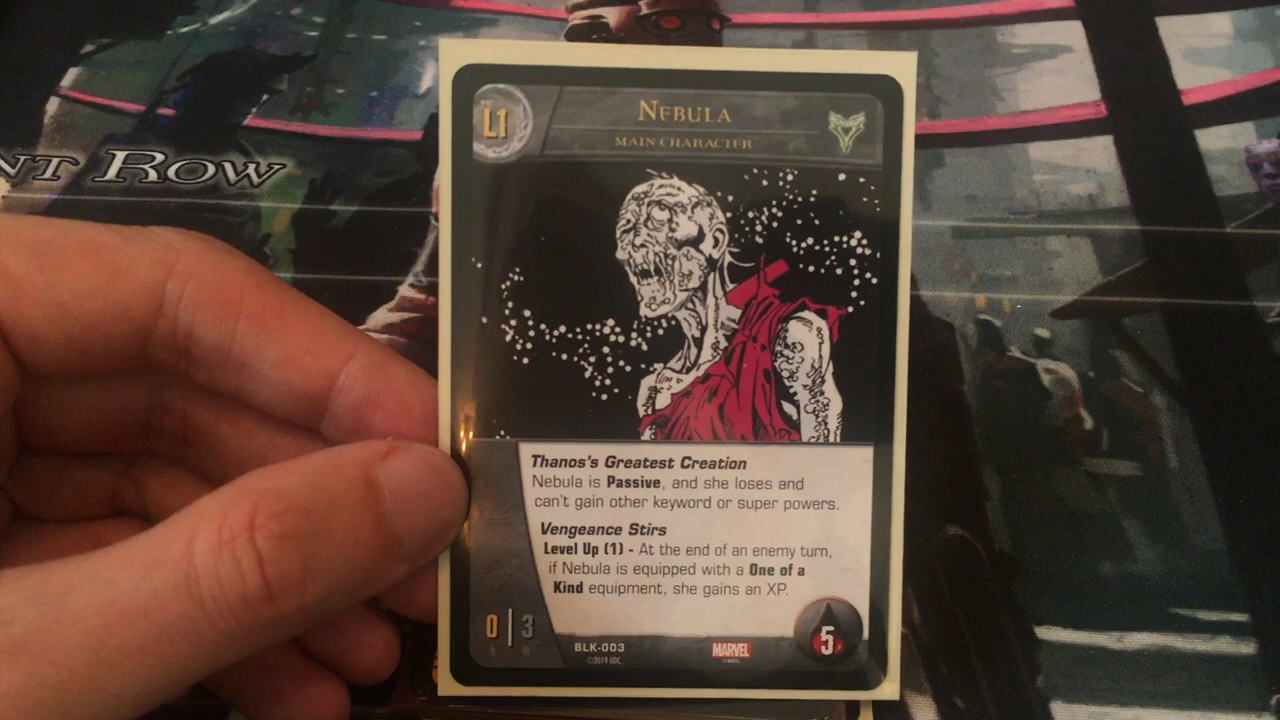 NT ROW
L1
NEBULA
MAIN CHARACTER
Thanos's Greatest Creation
Nebula is Passive, and she loses and
can't gain other keyword or super powers.
Vengeance Stirs
Level Up (1) - At the end of an enemy turn,
if Nebula is equipped with a One of a
Kind equipment, she gains an XP.
0 | 3
BLK-003
©2019 UDC.
MARVEL
5